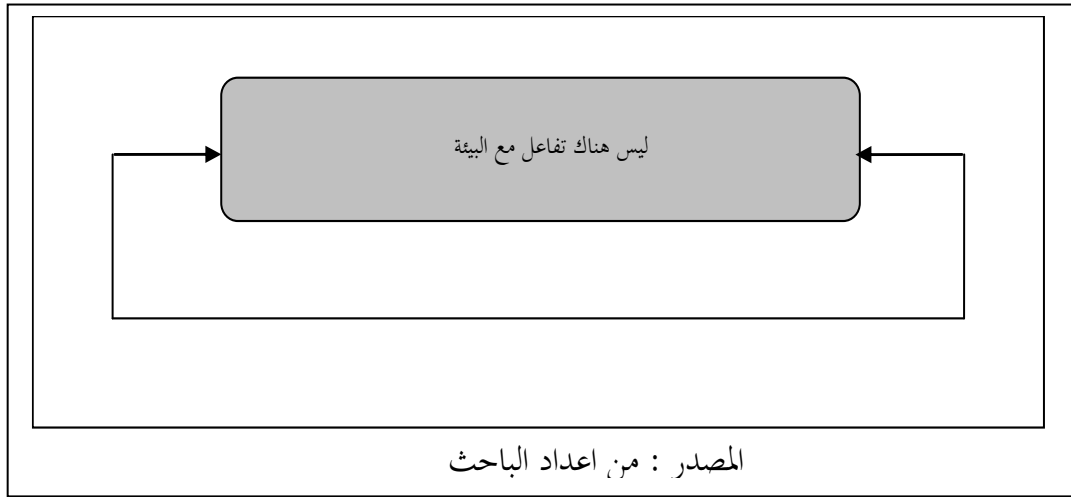 ليس هناك تفاعل مع البيئة
المصدر : من اعداد الباحث